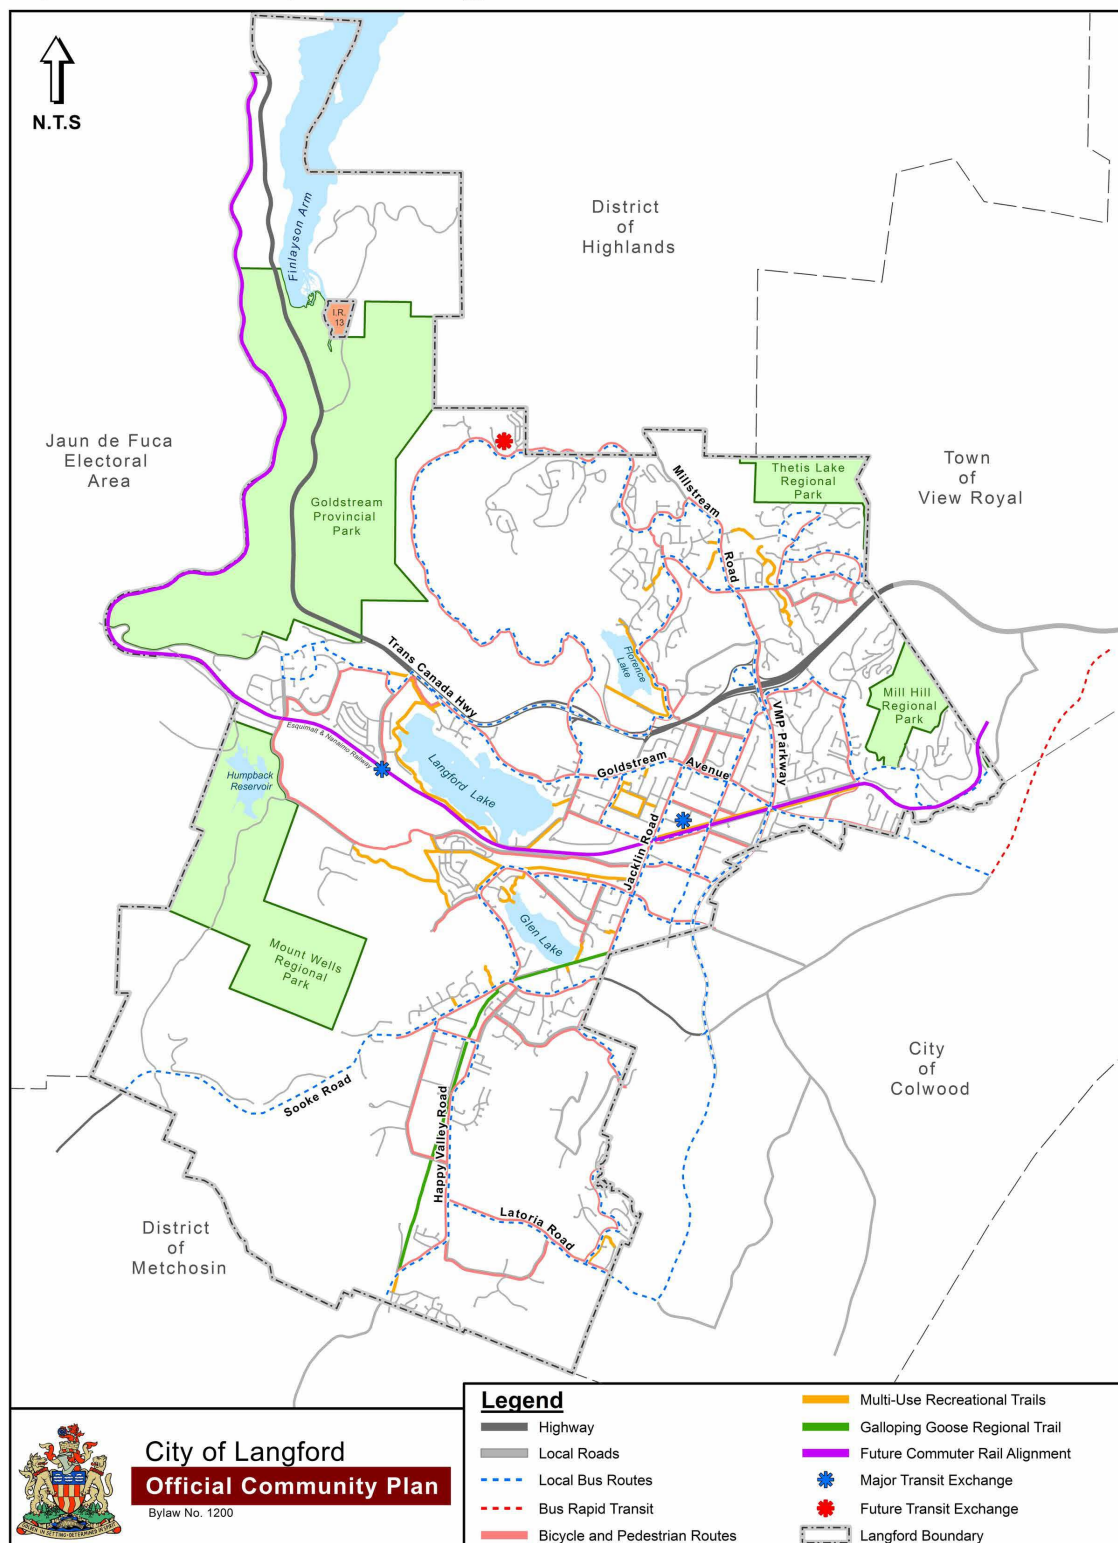 N.T.S
Finlayson Arm
District
of
Highlands
I.R.
13
Jaun de Fuca
Electoral
Area
Goldstream
Provincial
Park
Millstream
Road
Thetis Lake
Regional
Park
Town
of
View Royal
Trans Canada Hwy
Florence
Lake
Mill Hill
Regional
Park
VMP Parkway
Esquimalt & Nanaimo Railway
Goldstream Avenue
Humpback
Reservoir
Langford Lake
Jacklin Road
Glen Lake
Mount Wells
Regional
Park
City
of
Colwood
Sooke Road
Happy Valley Road
Latoria Road
District
of
Metchosin
City of Langford
Official Community Plan
Bylaw No. 1200
Legend
Highway
Local Roads
Local Bus Routes
Bus Rapid Transit
Bicycle and Pedestrian Routes
Multi-Use Recreational Trails
Galloping Goose Regional Trail
Future Commuter Rail Alignment
Major Transit Exchange
Future Transit Exchange
Langford Boundary